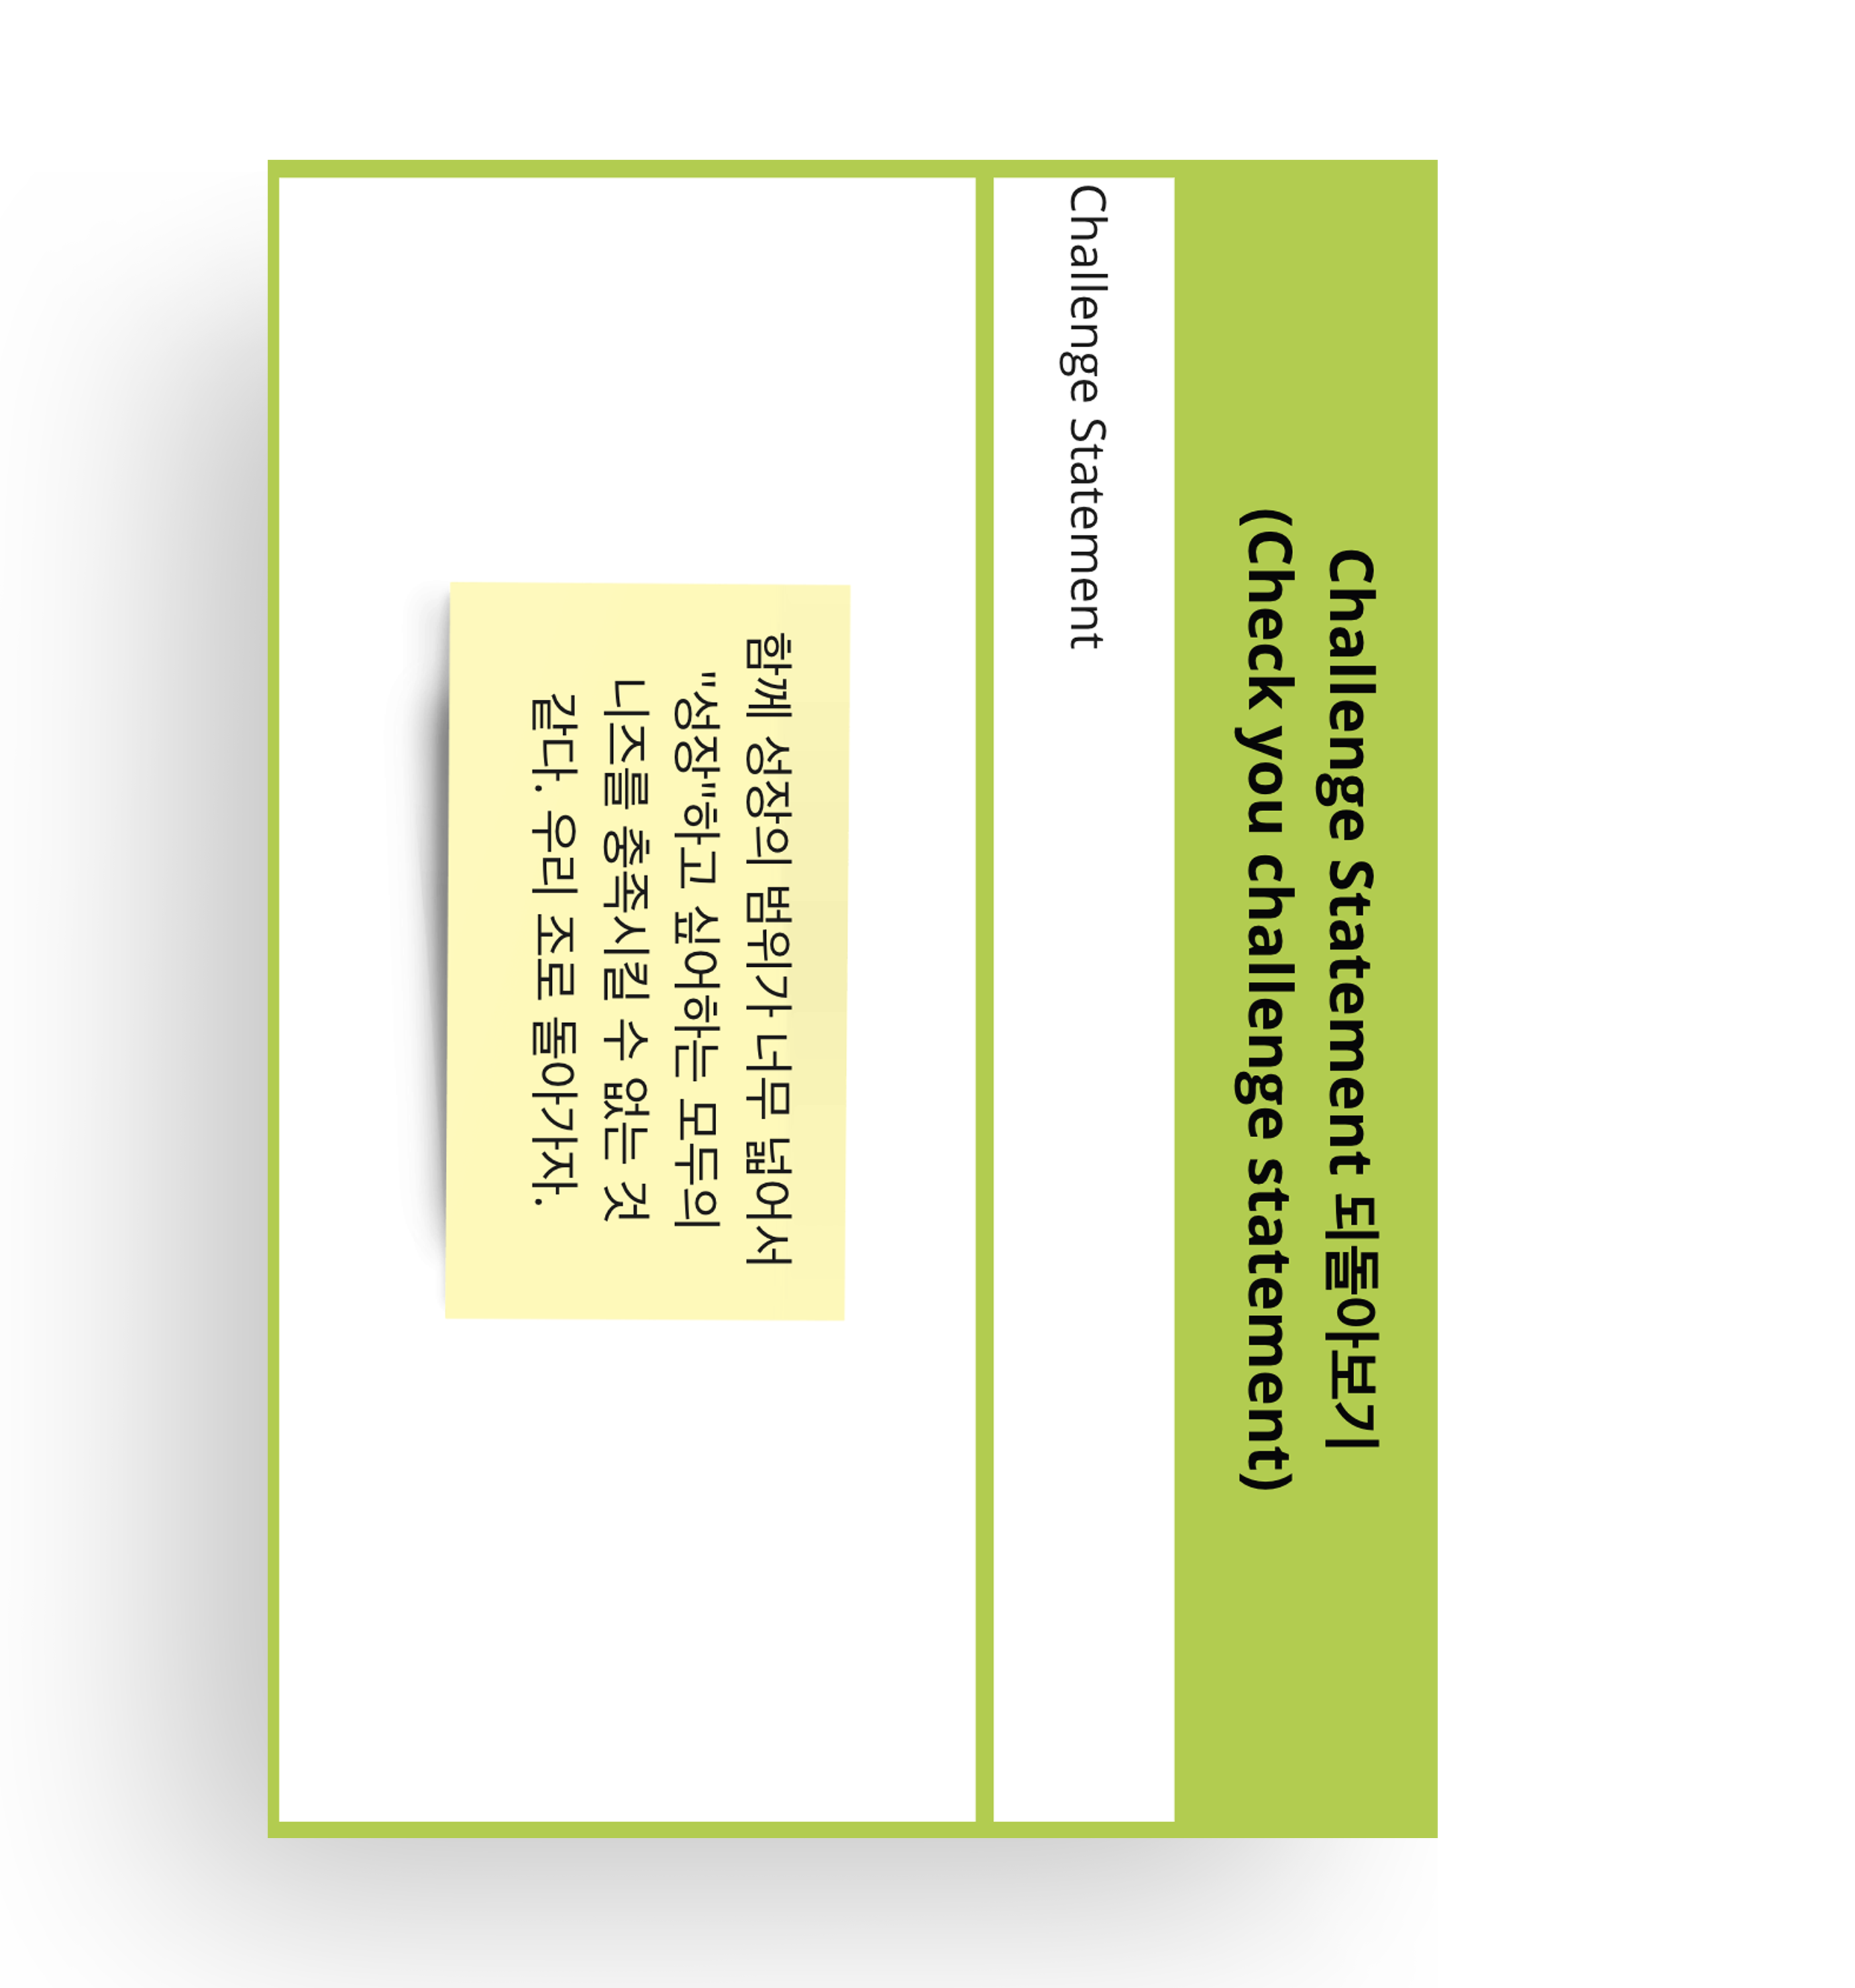 Challenge Statement 되돌아보기
(Check you challenge statement)
Challenge Statement
함께 성장의 범위가 너무 넓어서
"성장"하고 싶어하는 모두의
니즈를 충족시킬 수 없는 것
같다. 우리 조로 돌아가자.